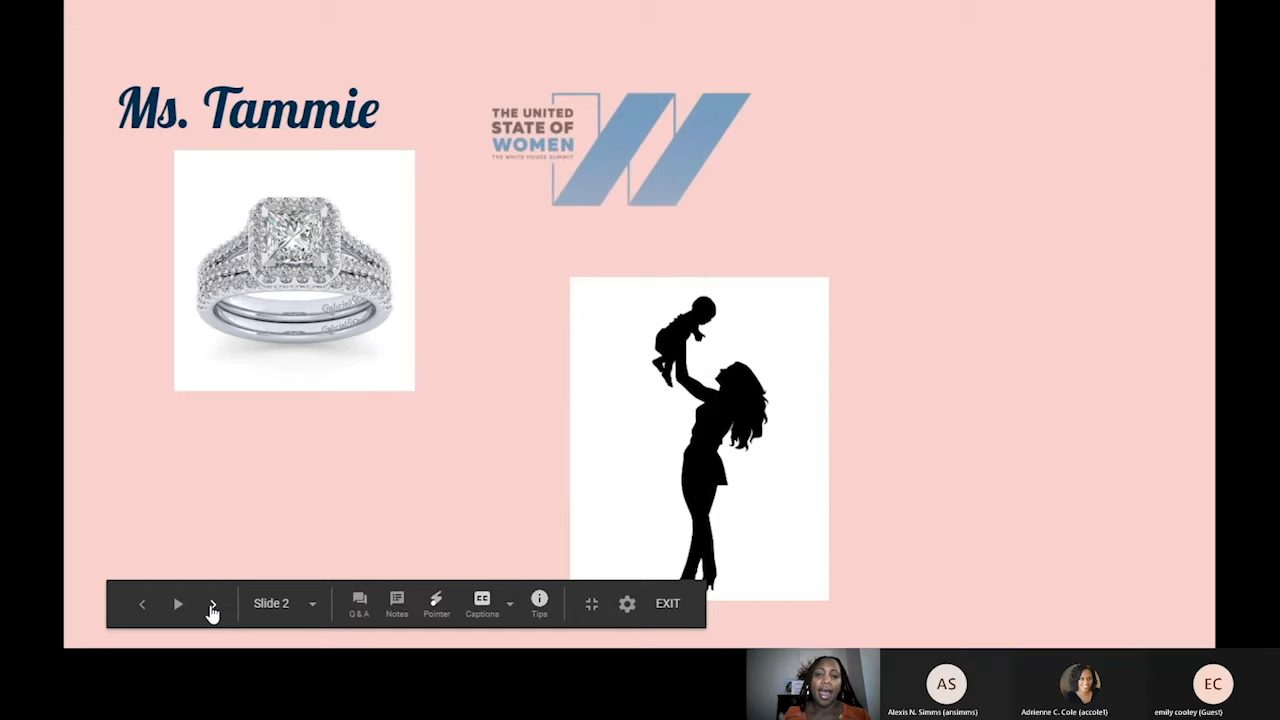 Ms. Tammie
THE UNITED
STATE OF
WOMEN
THE WHITE HOUSE SUMMIT
Slide 2
Q & A
Notes
Pointer
CC
Captions
Tips
EXIT
AS
EC
Alexis N. Simms (ansimms)
Adrienne C. Cole (accole1)
emily cooley (Guest)